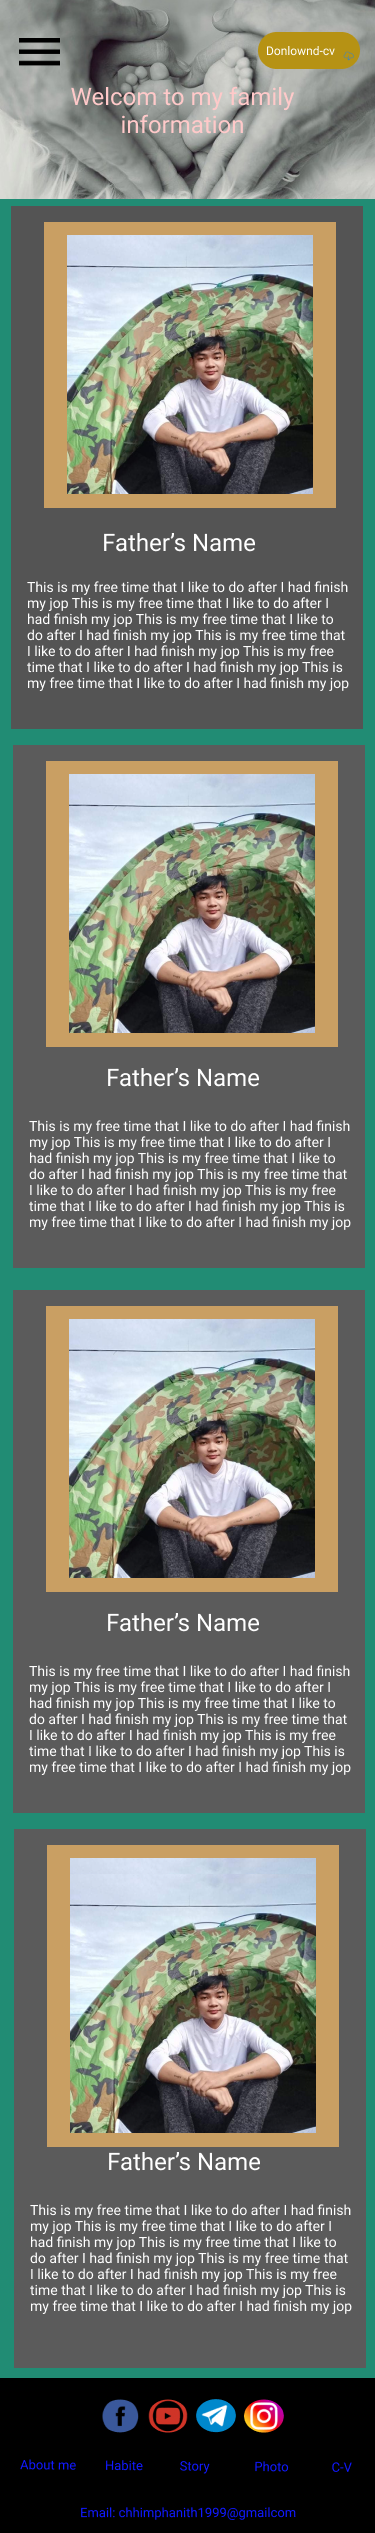 Donlownd-cv
Welcom to my family
information
Father's Name
This is my free time that I like to do after I had finish
my jop This is my free time that I like to do after I
had finish my jop This is my free time that I like to
do after I had finish my jop This is my free time that
I like to do after I had finish my jop This is my free
time that I like to do after I had finish my jop This is
my free time that I like to do after I had finish my jop
Father's Name
This is my free time that I like to do after I had finish
my jop This is my free time that I like to do after I
had finish my jop This is my free time that I like to
do after I had finish my jop This is my free time that
I like to do after I had finish my jop This is my free
time that I like to do after I had finish my jop This is
my free time that I like to do after I had finish my jop
Father's Name
This is my free time that I like to do after I had finish
my jop This is my free time that I like to do after I
had finish my jop This is my free time that I like to
do after I had finish my jop This is my free time that
I like to do after I had finish my jop This is my free
time that I like to do after I had finish my jop This is
my free time that I like to do after I had finish my jop
Father's Name
This is my free time that I like to do after I had finish
my jop This is my free time that I like to do after I
had finish my jop This is my free time that I like to
do after I had finish my jop This is my free time that
I like to do after I had finish my jop This is my free
time that I like to do after I had finish my jop This is
my free time that I like to do after I had finish my jop
About me Habite Story Photo C-V
Email: chhimphanith1999@gmailcom